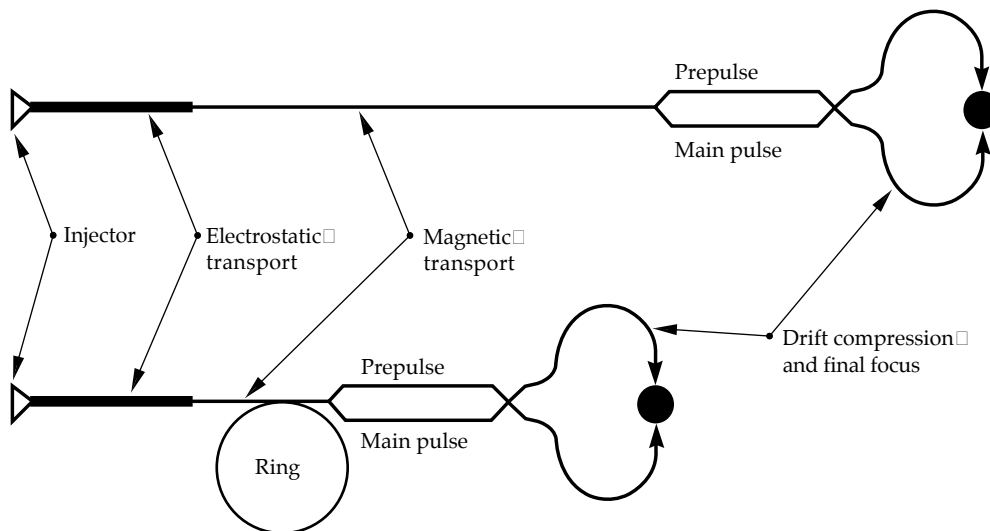 Prepulse
Main pulse
Injector
Electrostatic□
transport
Magnetic□
transport
Drift compression□
and final focus
Prepulse
Main pulse
Ring